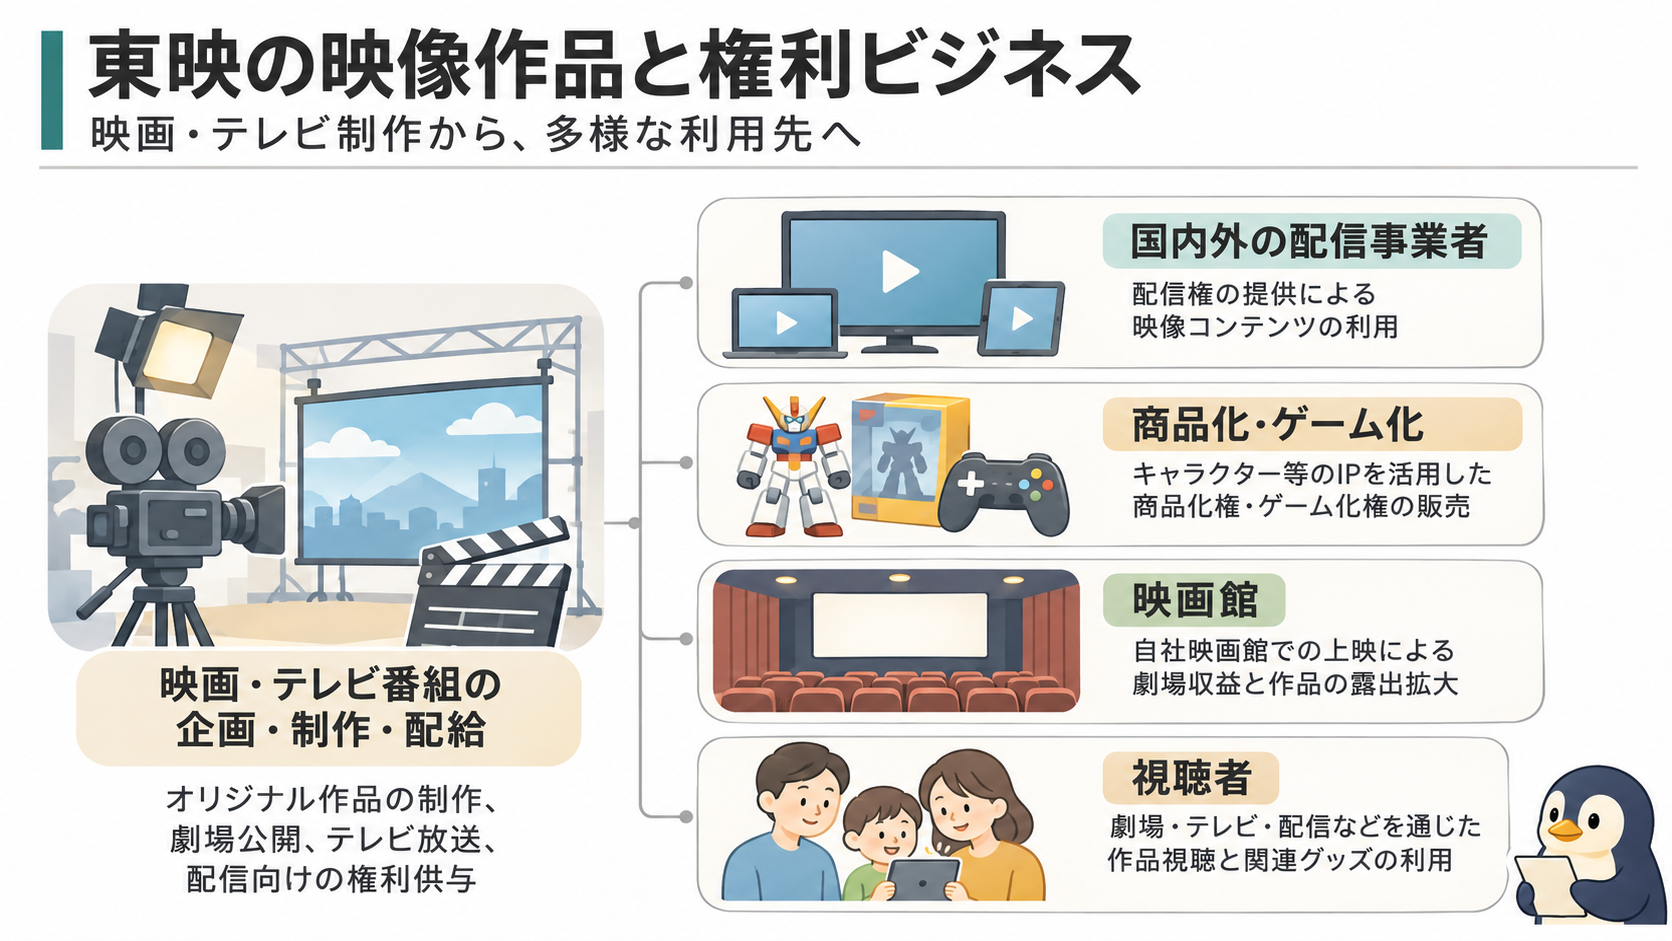 東映の映像作品と権利ビジネス
映画・テレビ制作から、多様な利用先へ
映画・テレビ番組の
企画・制作・配給
オリジナル作品の制作、
劇場公開、テレビ放送、
配信向けの権利供与
国内外の配信事業者
配信権の提供による
映像コンテンツの利用
商品化・ゲーム化
キャラクター等のIPを活用した
商品化権・ゲーム化権の販売
映画館
自社映画館での上映による
劇場収益と作品の露出拡大
視聴者
劇場・テレビ・配信などを通じた
作品視聴と関連グッズの利用